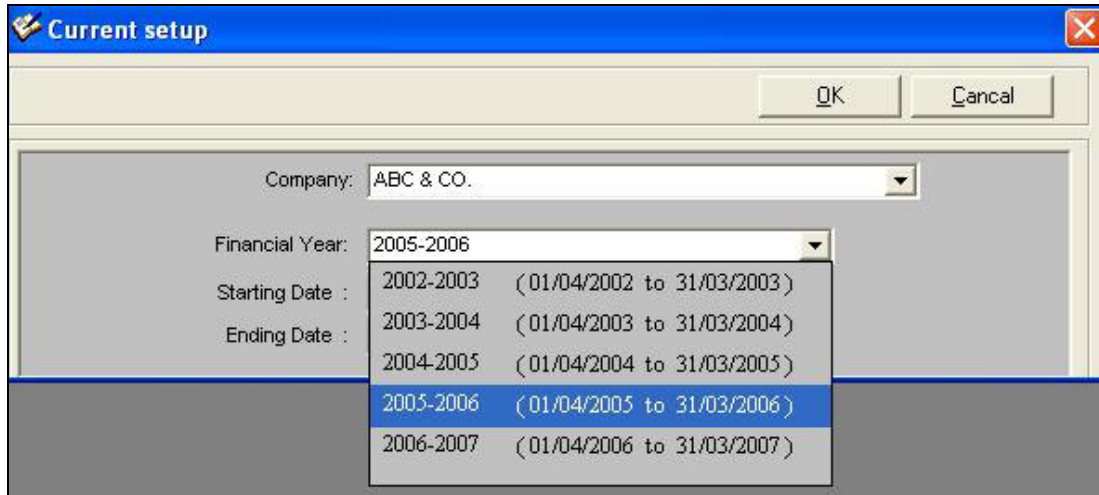 Current setup
OK Cancal
Company: ABC & CO.
Financial Year: 2005-2006
Starting Date :
Ending Date :
2002-2003 (01/04/2002 to 31/03/2003)
2003-2004 (01/04/2003 to 31/03/2004)
2004-2005 (01/04/2004 to 31/03/2005)
2005-2006 (01/04/2005 to 31/03/2006)
2006-2007 (01/04/2006 to 31/03/2007)